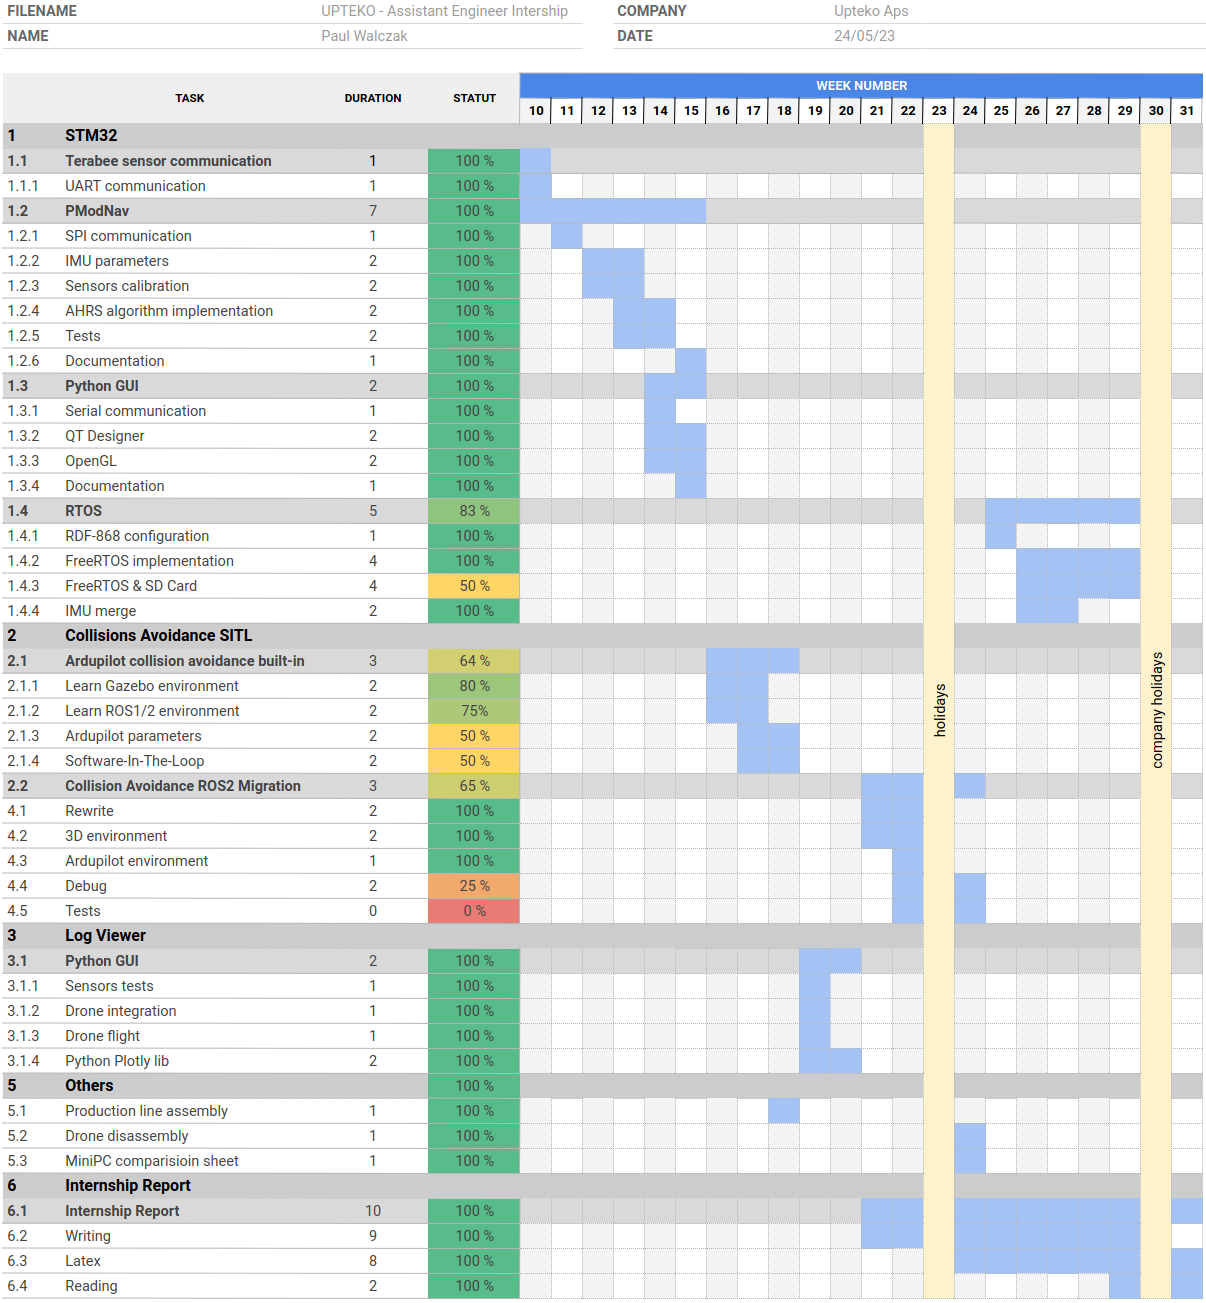 FILENAME UPTEKO - Assistant Engineer Intership COMPANY Upteko Aps
NAME Paul Walczak DATE 24/05/23
WEEK NUMBER
TASK DURATION STATUT
10 11 12 13 14 15 16 17 18 19 20 21 22 23 24 25 26 27 28 29 30 31
1 STM32
1.1 Terabee sensor communication 1 100 %
1.1.1 UART communication 1 100 %
1.2 PModNav 7 100 %
1.2.1 SPI communication 1 100 %
1.2.2 IMU parameters 2 100 %
1.2.3 Sensors calibration 2 100 %
1.2.4 AHRS algorithm implementation 2 100 %
1.2.5 Tests 2 100 %
1.2.6 Documentation 1 100 %
1.3 Python GUI 2 100 %
1.3.1 Serial communication 1 100 %
1.3.2 QT Designer 2 100 %
1.3.3 OpenGL 2 100 %
1.3.4 Documentation 1 100 %
1.4 RTOS 5 83 %
1.4.1 RDF-868 configuration 1 100 %
1.4.2 FreeRTOS implementation 4 100 %
1.4.3 FreeRTOS & SD Card 4 50 %
1.4.4 IMU merge 2 100 %
2 Collisions Avoidance SITL
2.1 Ardupilot collision avoidance built-in 3 64 %
2.1.1 Learn Gazebo environment 2 80 %
2.1.2 Learn ROS1/2 environment 2 75%
2.1.3 Ardupilot parameters 2 50 %
2.1.4 Software-In-The-Loop 2 50 %
holidays
company holidays
2.2 Collision Avoidance ROS2 Migration 3 65 %
4.1 Rewrite 2 100 %
4.2 3D environment 2 100 %
4.3 Ardupilot environment 1 100 %
4.4 Debug 2 25 %
4.5 Tests 0 0 %
3 Log Viewer
3.1 Python GUI 2 100 %
3.1.1 Sensors tests 1 100 %
3.1.2 Drone integration 1 100 %
3.1.3 Drone flight 1 100 %
3.1.4 Python Plotly lib 2 100 %
5 Others 100 %
5.1 Production line assembly 1 100 %
5.2 Drone disassembly 1 100 %
5.3 MiniPC comparisioin sheet 1 100 %
6 Internship Report
6.1 Internship Report 10 100 %
6.2 Writing 9 100 %
6.3 Latex 8 100 %
6.4 Reading 2 100 %